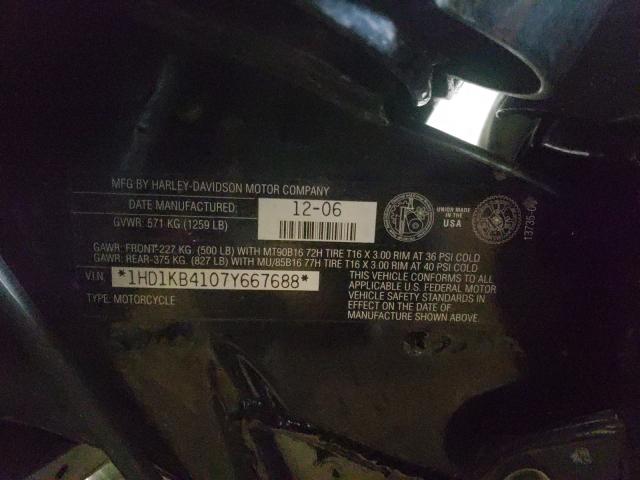 MFG BY HARLEY-DAVIDSON MOTOR COMPANY
DATE MANUFACTURED: 12-06
GVWR: 571 KG (1259 LB)
UNION MADE IN THE USA
13735-00
GAWR: FRONT-227 KG. (500 LB) WITH MT90B16 72H TIRE T16 X 3.00 RIM AT 36 PSI COLD
GAWR: REAR-375 KG. (827 LB) WITH MU/85B16 77H TIRE T16 X 3.00 RIM AT 40 PSI COLD
V.I.N. *1HD1KB4107Y667688*
TYPE: MOTORCYCLE
THIS VEHICLE CONFORMS TO ALL
APPLICABLE U.S. FEDERAL MOTOR
VEHICLE SAFETY STANDARDS IN
EFFECT ON THE DATE OF
MANUFACTURE SHOWN ABOVE.